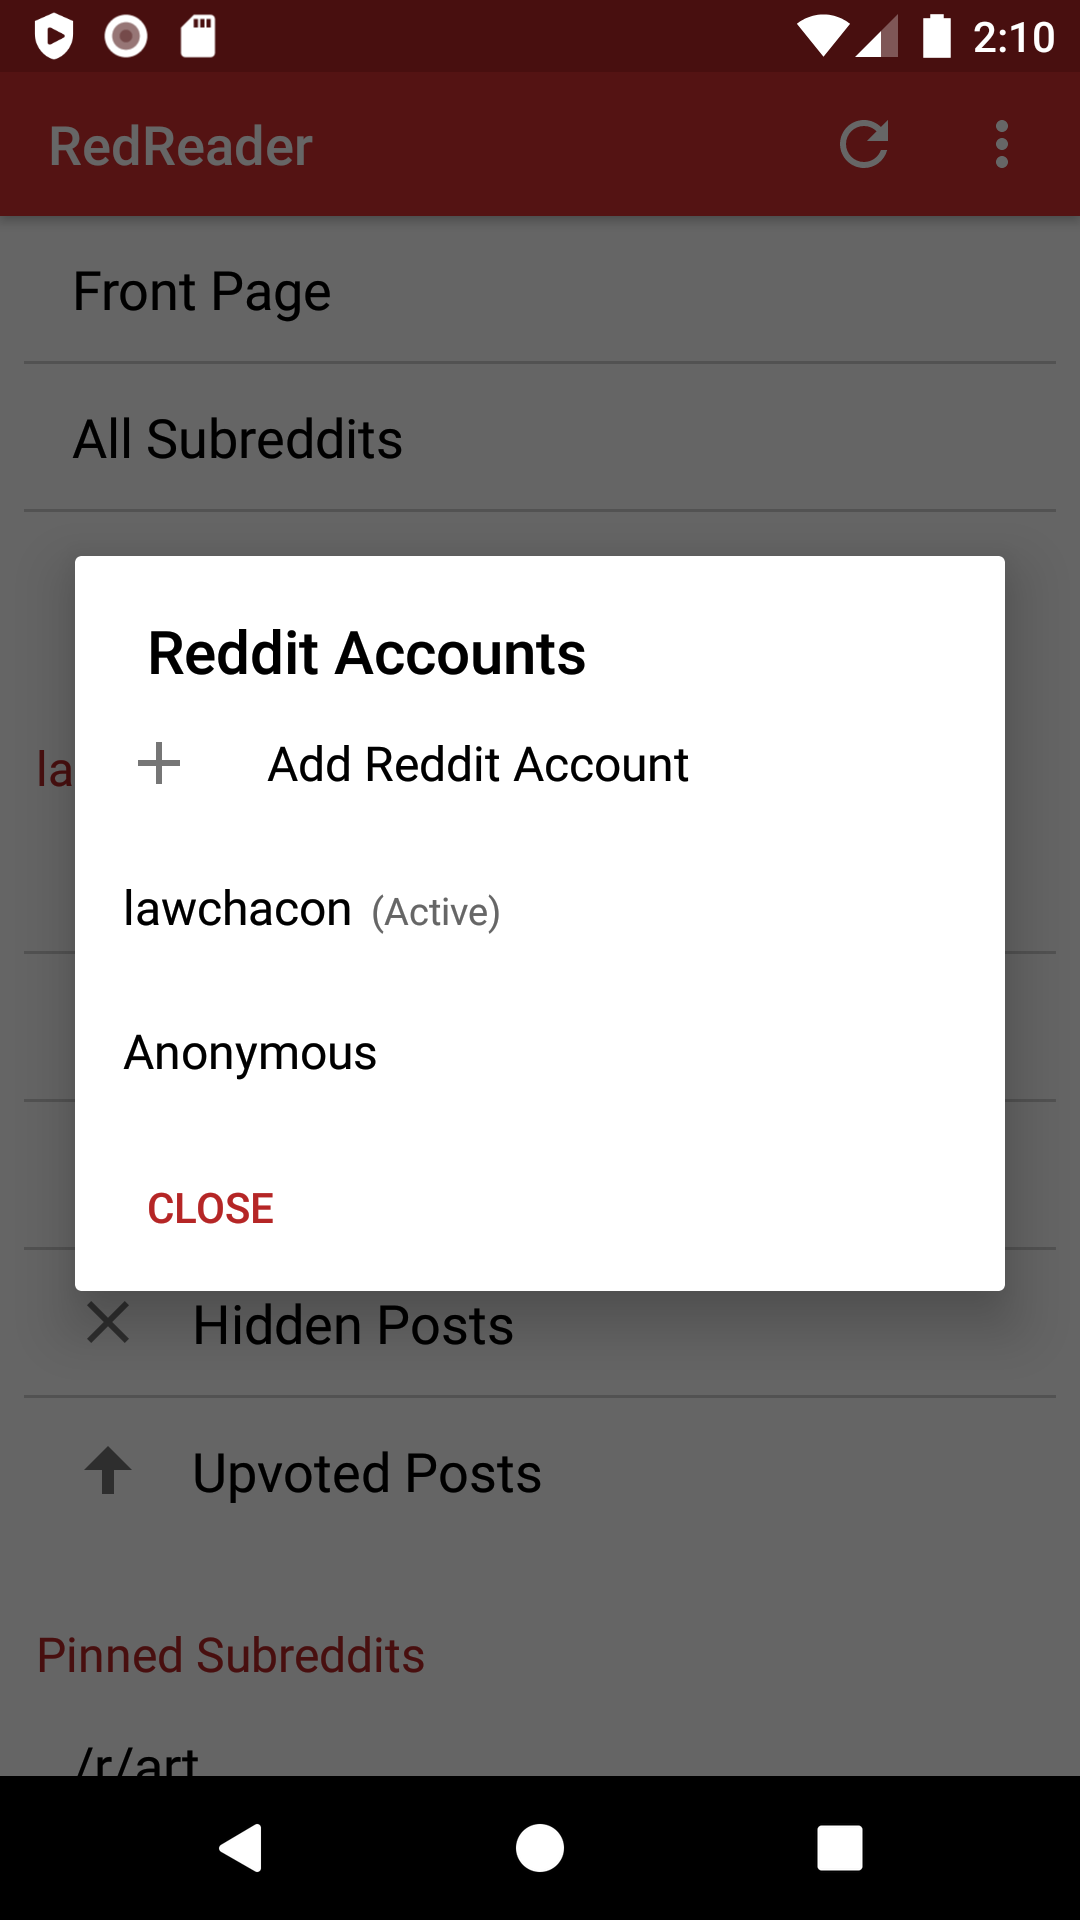 2:10
RedReader
Front Page
All Subreddits
Reddit Accounts
la
Add Reddit Account
lawchacon (Active)
Anonymous
CLOSE
Hidden Posts
Upvoted Posts
Pinned Subreddits
/r/art